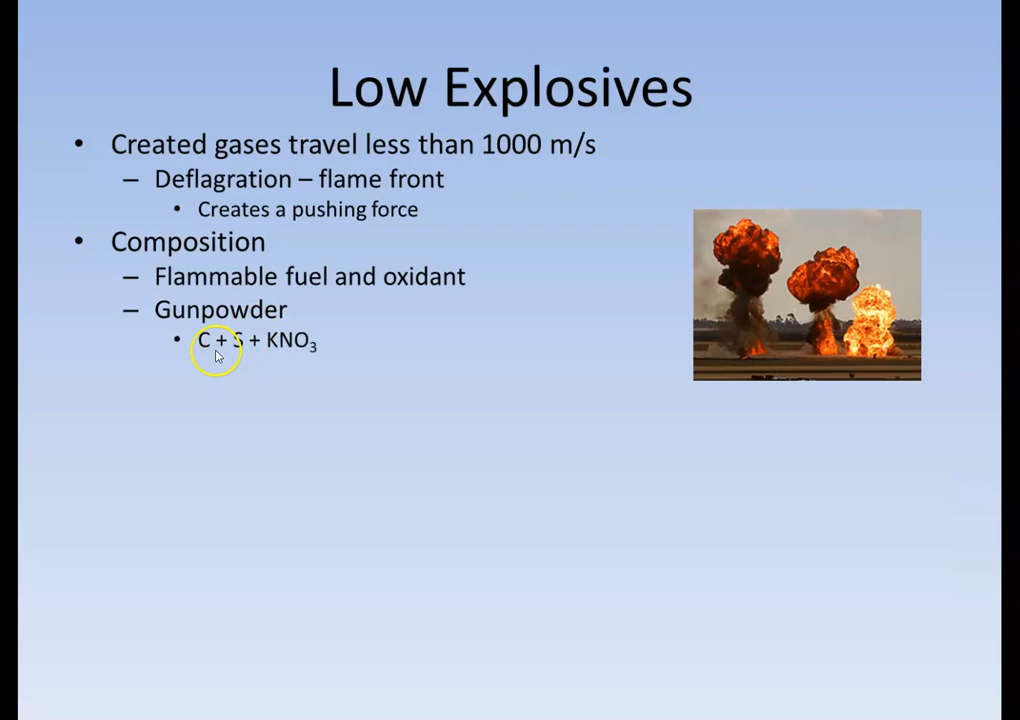 Low Explosives
• Created gases travel less than 1000 m/s
– Deflagration – flame front
• Creates a pushing force
• Composition
– Flammable fuel and oxidant
– Gunpowder
• C + S + KNO₃